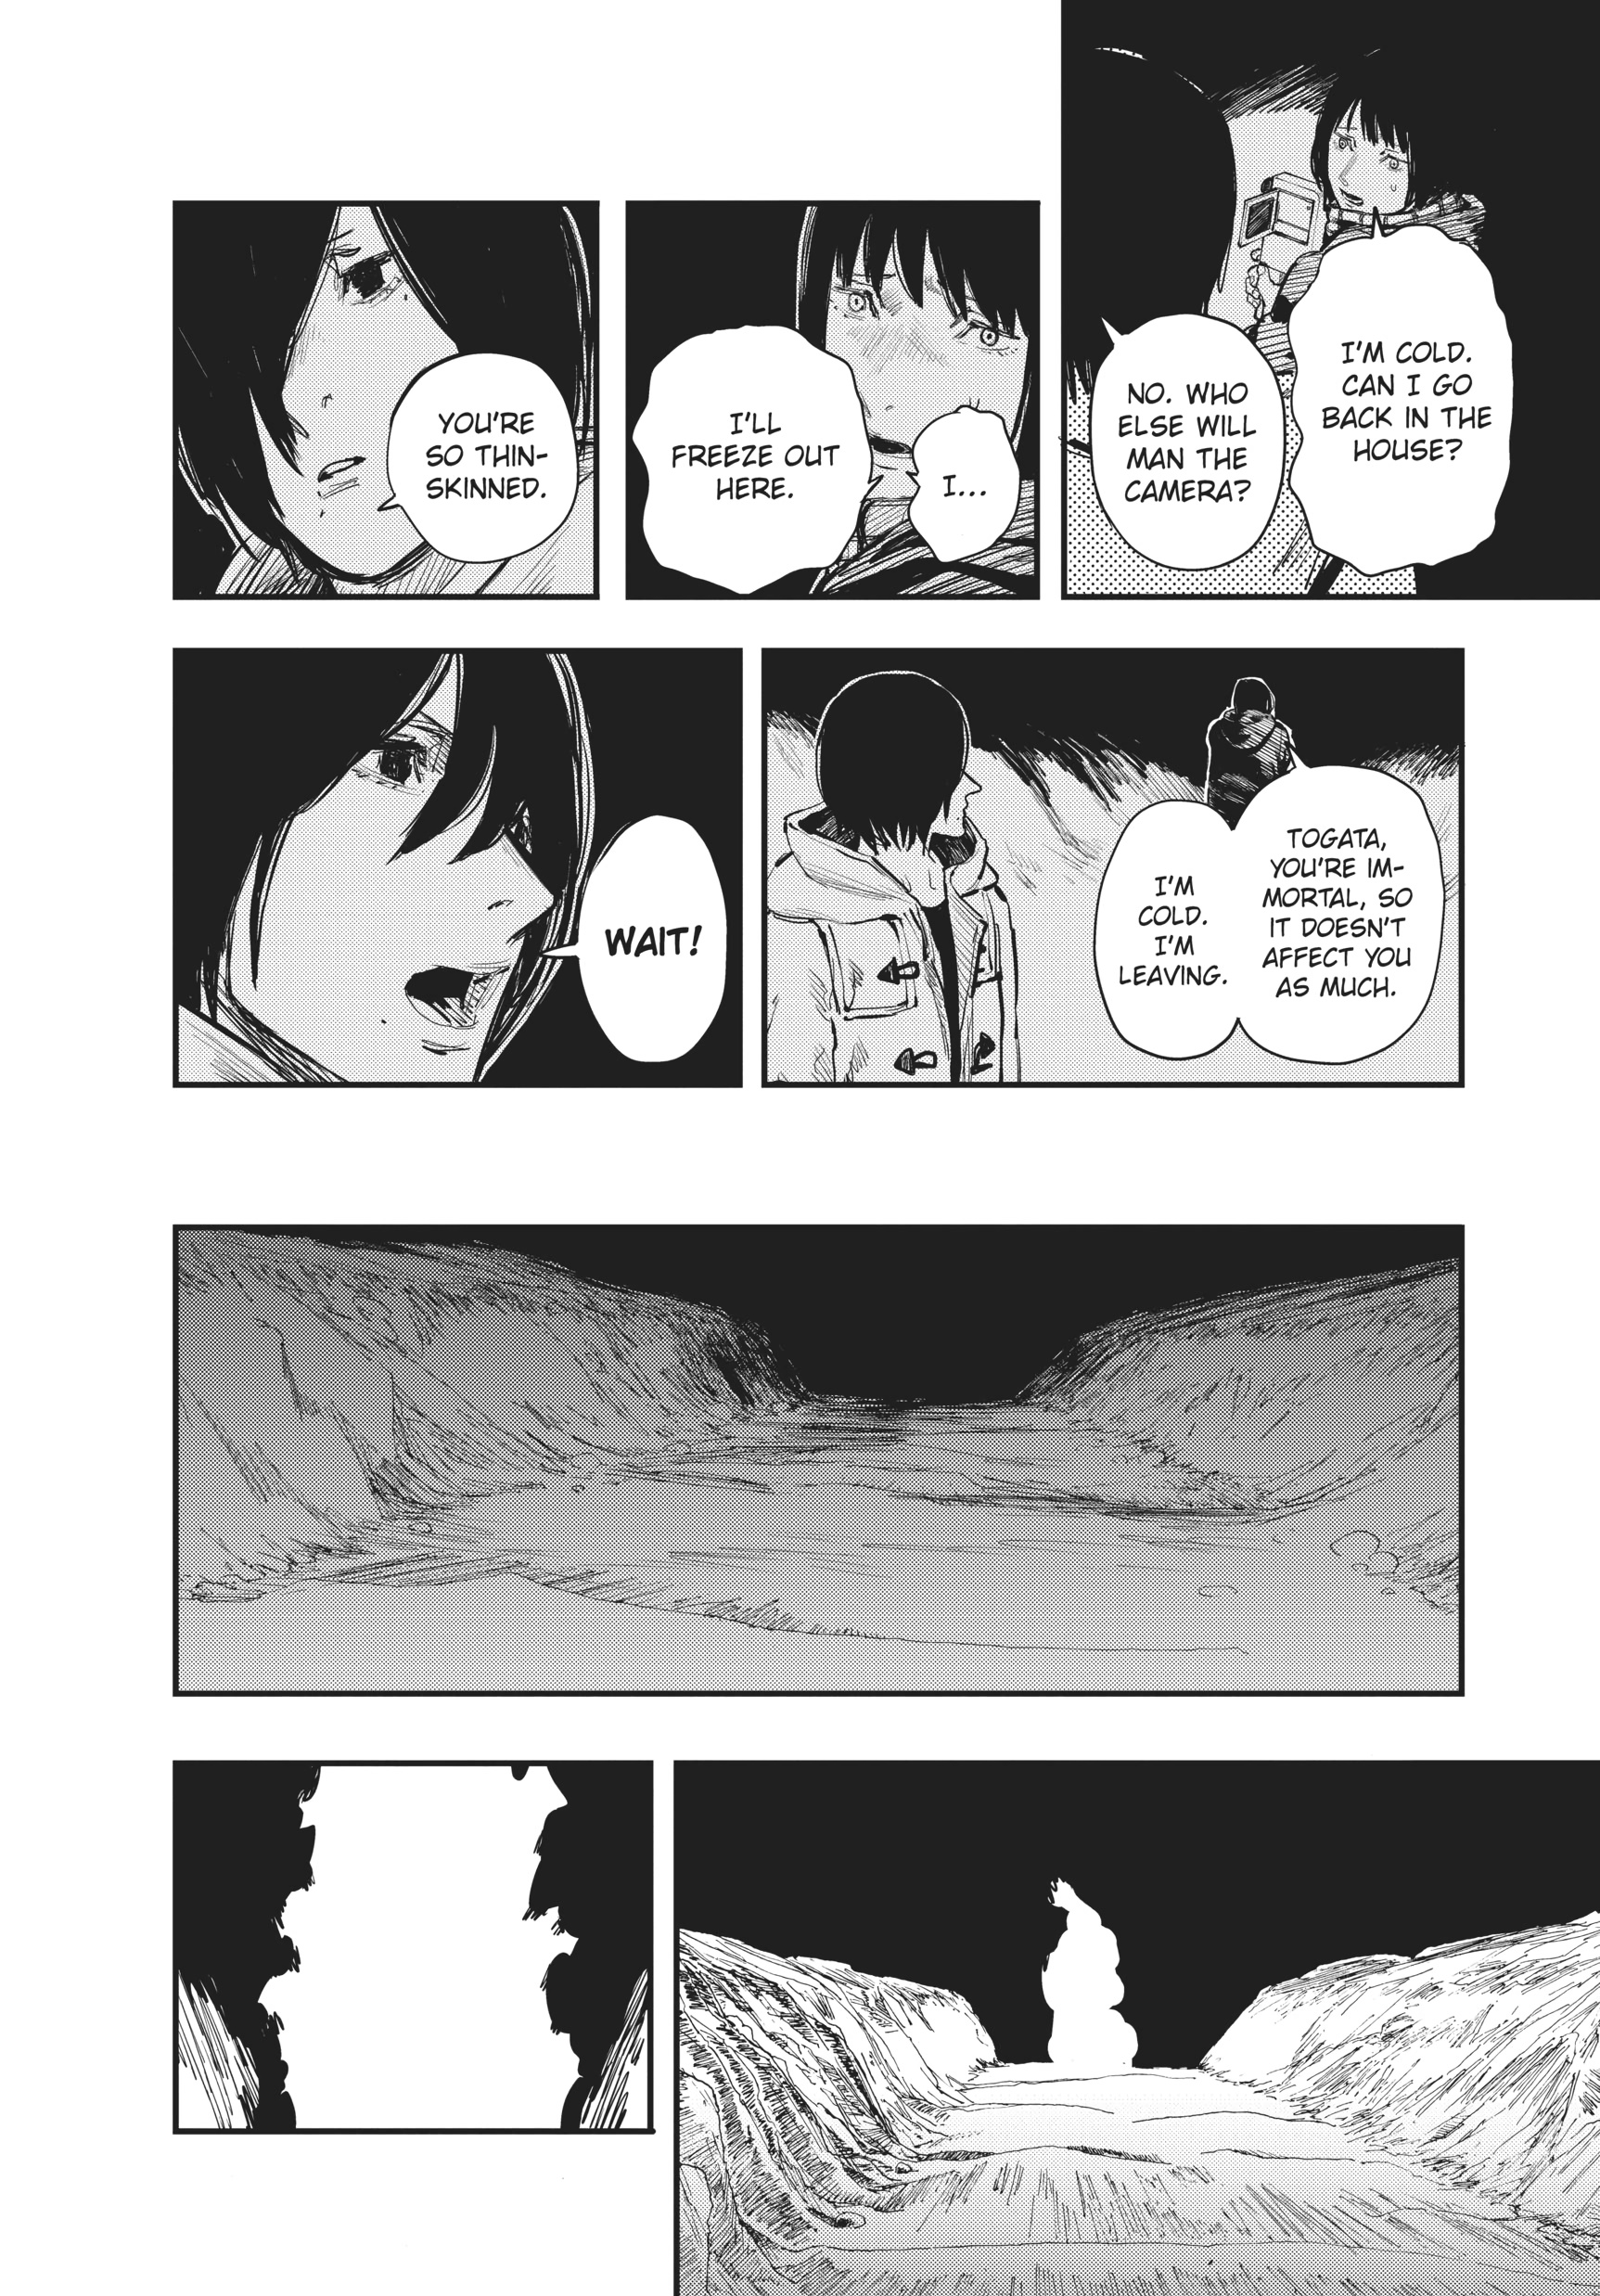 I'M COLD.
CAN I GO
BACK IN THE
HOUSE?
NO. WHO
ELSE WILL
MAN THE
CAMERA?
I...
I'LL
FREEZE OUT
HERE.
YOU'RE
SO THIN-
SKINNED.
TOGATA,
YOU'RE IM-
MORTAL, SO
IT DOESN'T
AFFECT YOU
AS MUCH.
I'M
COLD.
I'M
LEAVING.
WAIT!